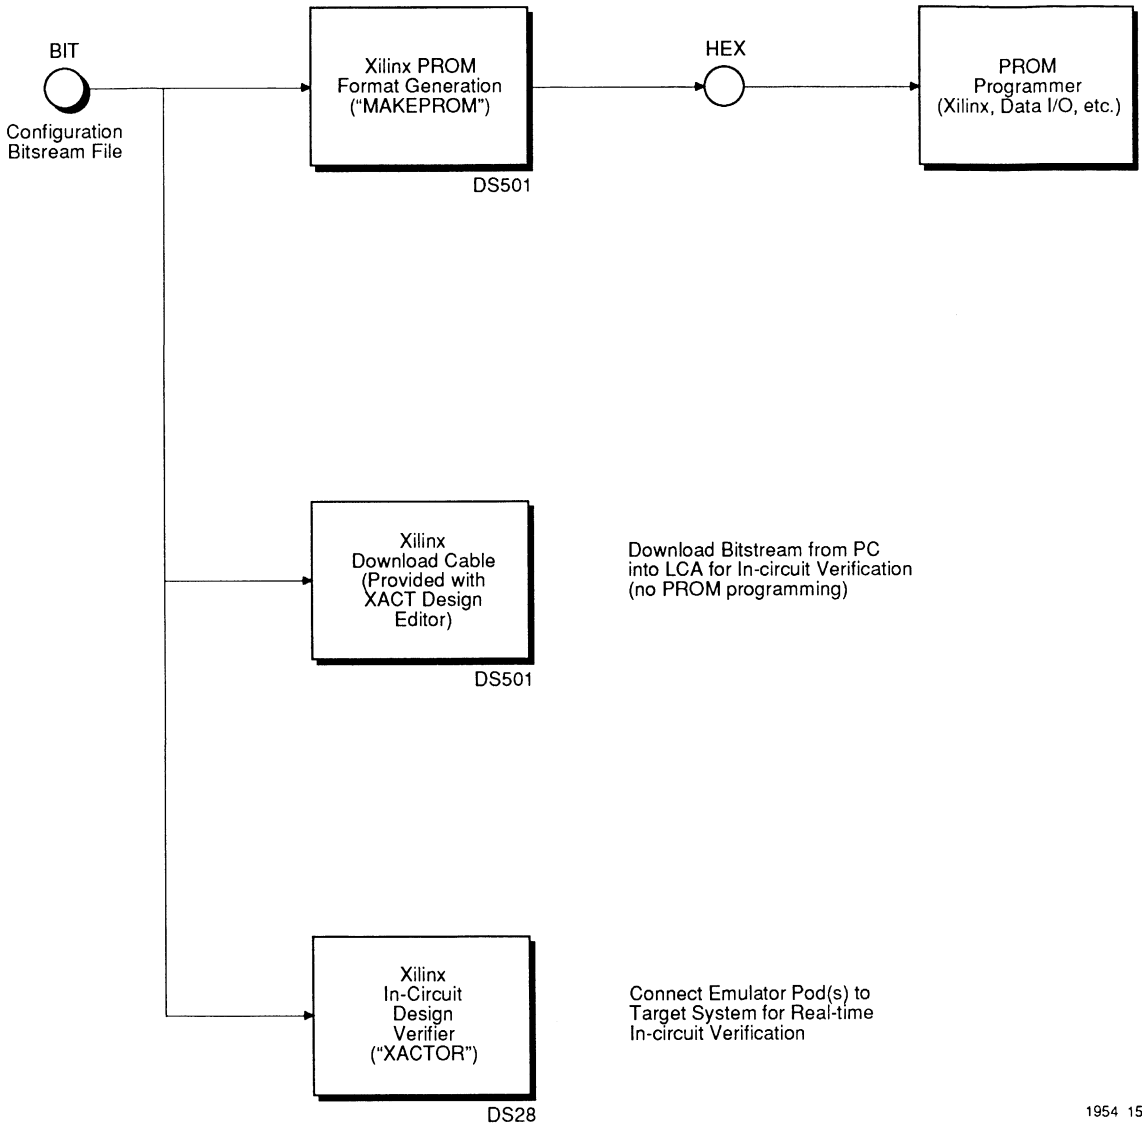 BIT
Configuration
Bitsream File
Xilinx PROM
Format Generation
(“MAKEPROM”)
DS501
HEX
PROM
Programmer
(Xilinx, Data I/O, etc.)
Xilinx
Download Cable
(Provided with
XACT Design
Editor)
DS501
Download Bitstream from PC
into LCA for In-circuit Verification
(no PROM programming)
Xilinx
In-Circuit
Design
Verifier
(“XACTOR”)
DS28
Connect Emulator Pod(s) to
Target System for Real-time
In-circuit Verification
1954 15